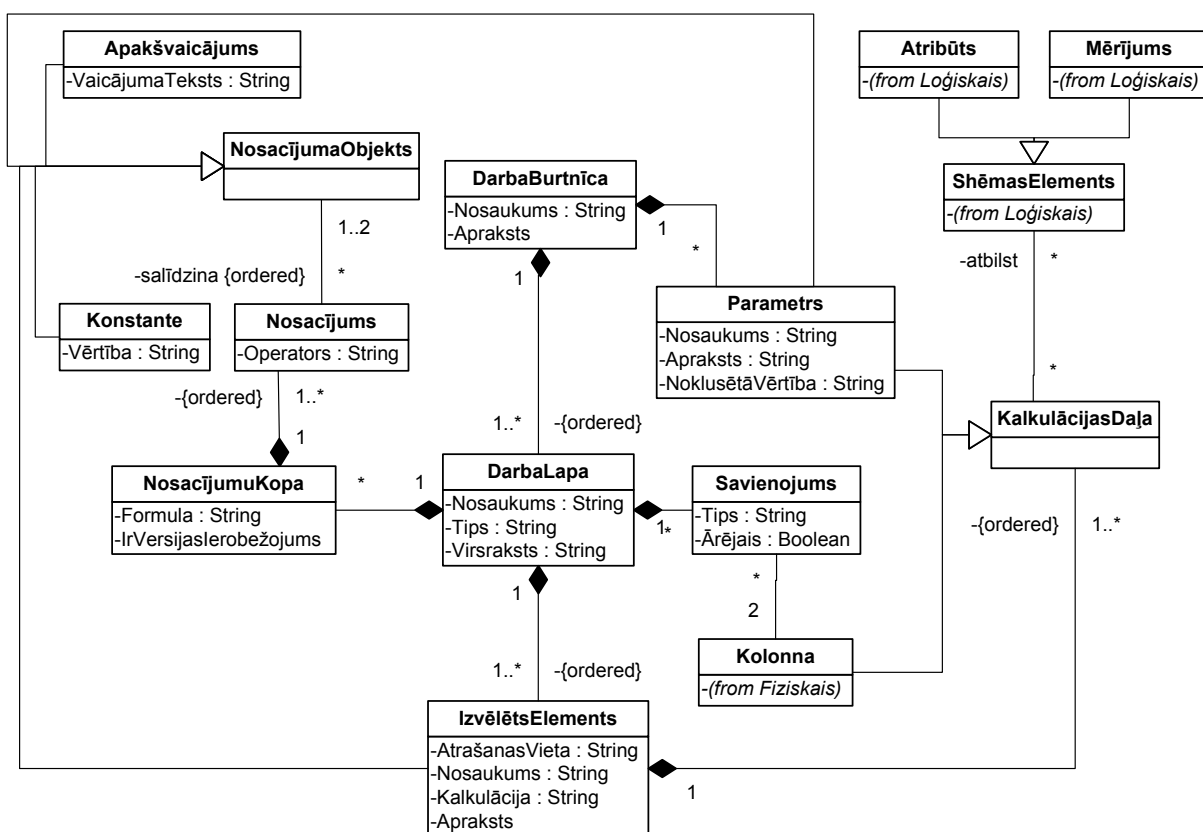 Apakšvaicājums
-VaicājumaTeksts : String
Atribūts
-(from Loģiskais)
Mērījums
-(from Loģiskais)
NosacījumaObjekts
DarbaBurtnīca
-Nosaukums : String
-Apraksts
ShēmasElements
-(from Loģiskais)
1..2
1
*
1
-salīdzina {ordered}
*
-atbilst
*
Konstante
-Vērtība : String
Nosacījums
-Operators : String
Parametrs
-Nosaukums : String
-Apraksts : String
-NoklusētāVērtība : String
-{ordered}
1..*
1
1..*
-{ordered}
*
KalkulācijasDaļa
NosacījumuKopa
-Formula : String
-IrVersijasIerobežojums
*
1
DarbaLapa
-Nosaukums : String
-Tips : String
-Virsraksts : String
1
*
Savienojums
-Tips : String
-Ārējais : Boolean
-{ordered}
1..*
1
*
2
1..*
-{ordered}
Kolonna
-(from Fiziskais)
IzvēlētsElements
-AtrašanasVieta : String
-Nosaukums : String
-Kalkulācija : String
-Apraksts
1